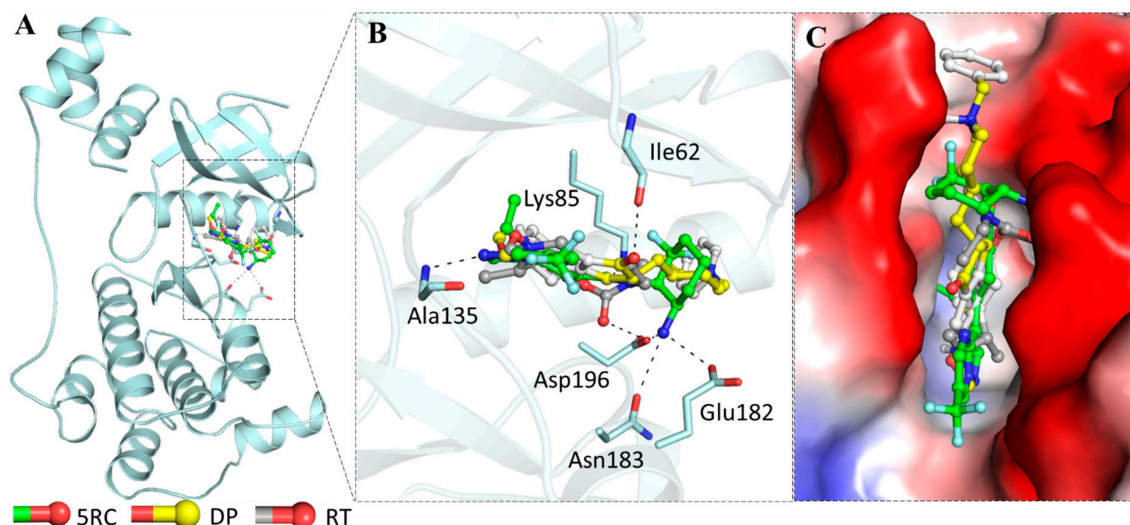 A
B
C
Ile62
Lys85
Ala135
Asp196
Glu182
Asn183
5RC DP RT